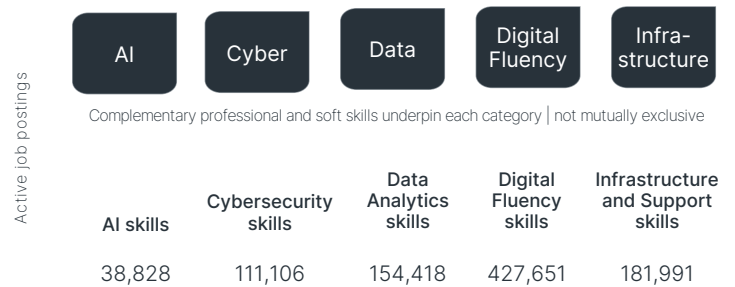 AI
Cyber
Data
Digital
Fluency
Infra-
structure
Complementary professional and soft skills underpin each category | not mutually exclusive
Active job postings
AI skills
Cybersecurity
skills
Data
Analytics
skills
Digital
Fluency
skills
Infrastructure
and Support
skills
38,828
111,106
154,418
427,651
181,991